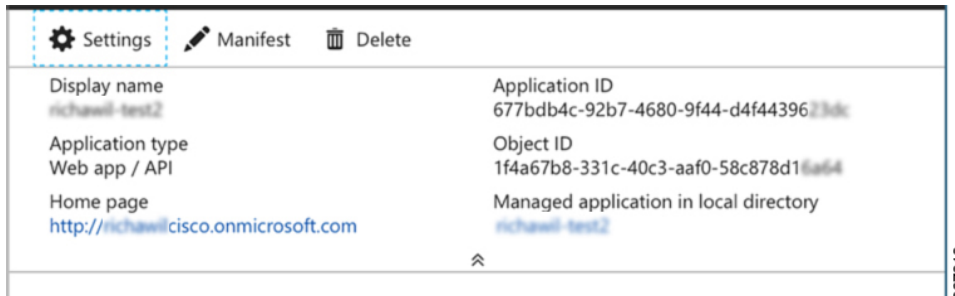 Settings Manifest Delete
Display name
Application type
Web app / API
Home page
http:// cisco.onmicrosoft.com
Application ID
677bdb4c-92b7-4680-9f44-d4f44396
Object ID
1f4a67b8-331c-40c3-aaf0-58c878d1
Managed application in local directory